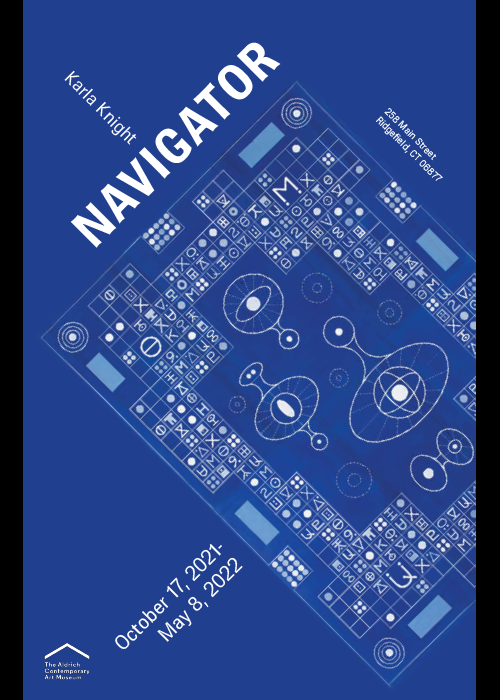 Karla Knight
NAVIGATOR
258 Main Street
Ridgefield, CT 06877
October 17, 2021-
May 8, 2022
The Aldrich
Contemporary
Art Museum